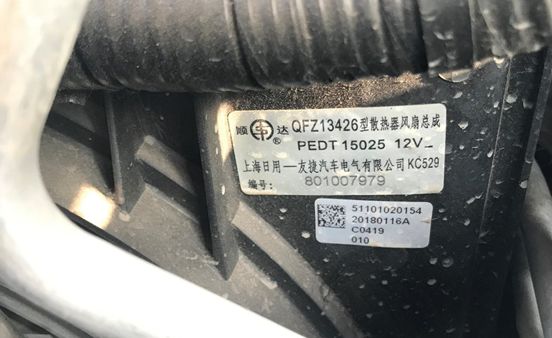 顺 达 ® QFZ13426型散热器风扇总成
PEDT 15025 12V
上海日用一友捷汽车电气有限公司 KC529
编号: 801007979
51101020154
20180116A
C0419
010